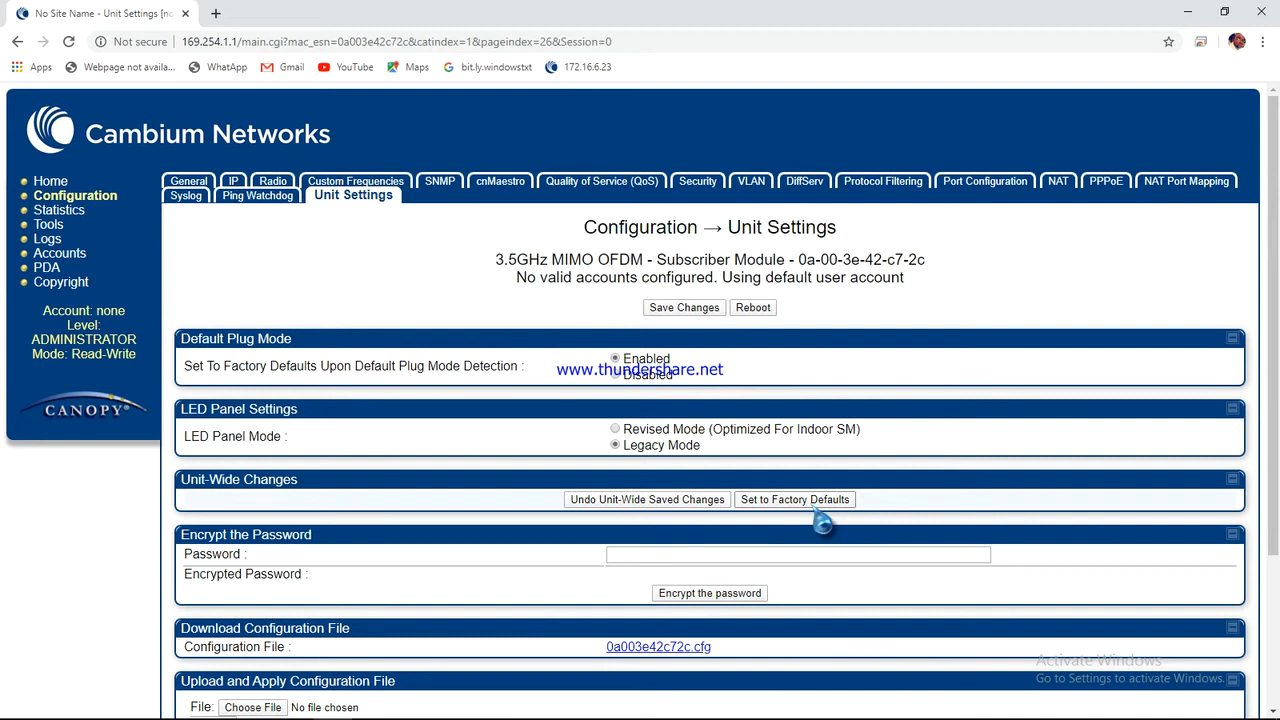 No Site Name - Unit Settings [no
Not secure | 169.254.1.1/main.cgi?mac_esn=0a003e42c72c&catindex=1&pageindex=26&Session=0
Apps Webpage not availa... WhatsApp Gmail YouTube Maps bit.ly.windowstxt 172.16.6.23
Cambium Networks
Home
Configuration
Statistics
Tools
Logs
Accounts
PDA
Copyright
Account: none
Level:
ADMINISTRATOR
Mode: Read-Write
CANOPY®
General IP Radio Custom Frequencies SNMP cnMaestro Quality of Service (QoS) Security VLAN DiffServ Protocol Filtering Port Configuration NAT PPPoE NAT Port Mapping
Syslog Ping Watchdog Unit Settings
Configuration → Unit Settings
3.5GHz MIMO OFDM - Subscriber Module - 0a-00-3e-42-c7-2c
No valid accounts configured. Using default user account
Save Changes Reboot
Default Plug Mode
Set To Factory Defaults Upon Default Plug Mode Detection : Enabled
www.thundershare.net
Disabled
LED Panel Settings
LED Panel Mode : Revised Mode (Optimized For Indoor SM)
Legacy Mode
Unit-Wide Changes
Undo Unit-Wide Saved Changes Set to Factory Defaults
Encrypt the Password
Password :
Encrypted Password :
Encrypt the password
Download Configuration File
Configuration File : 0a003e42c72c.cfg
Activate Windows
Go to Settings to activate Windows.
Upload and Apply Configuration File
File: Choose File No file chosen